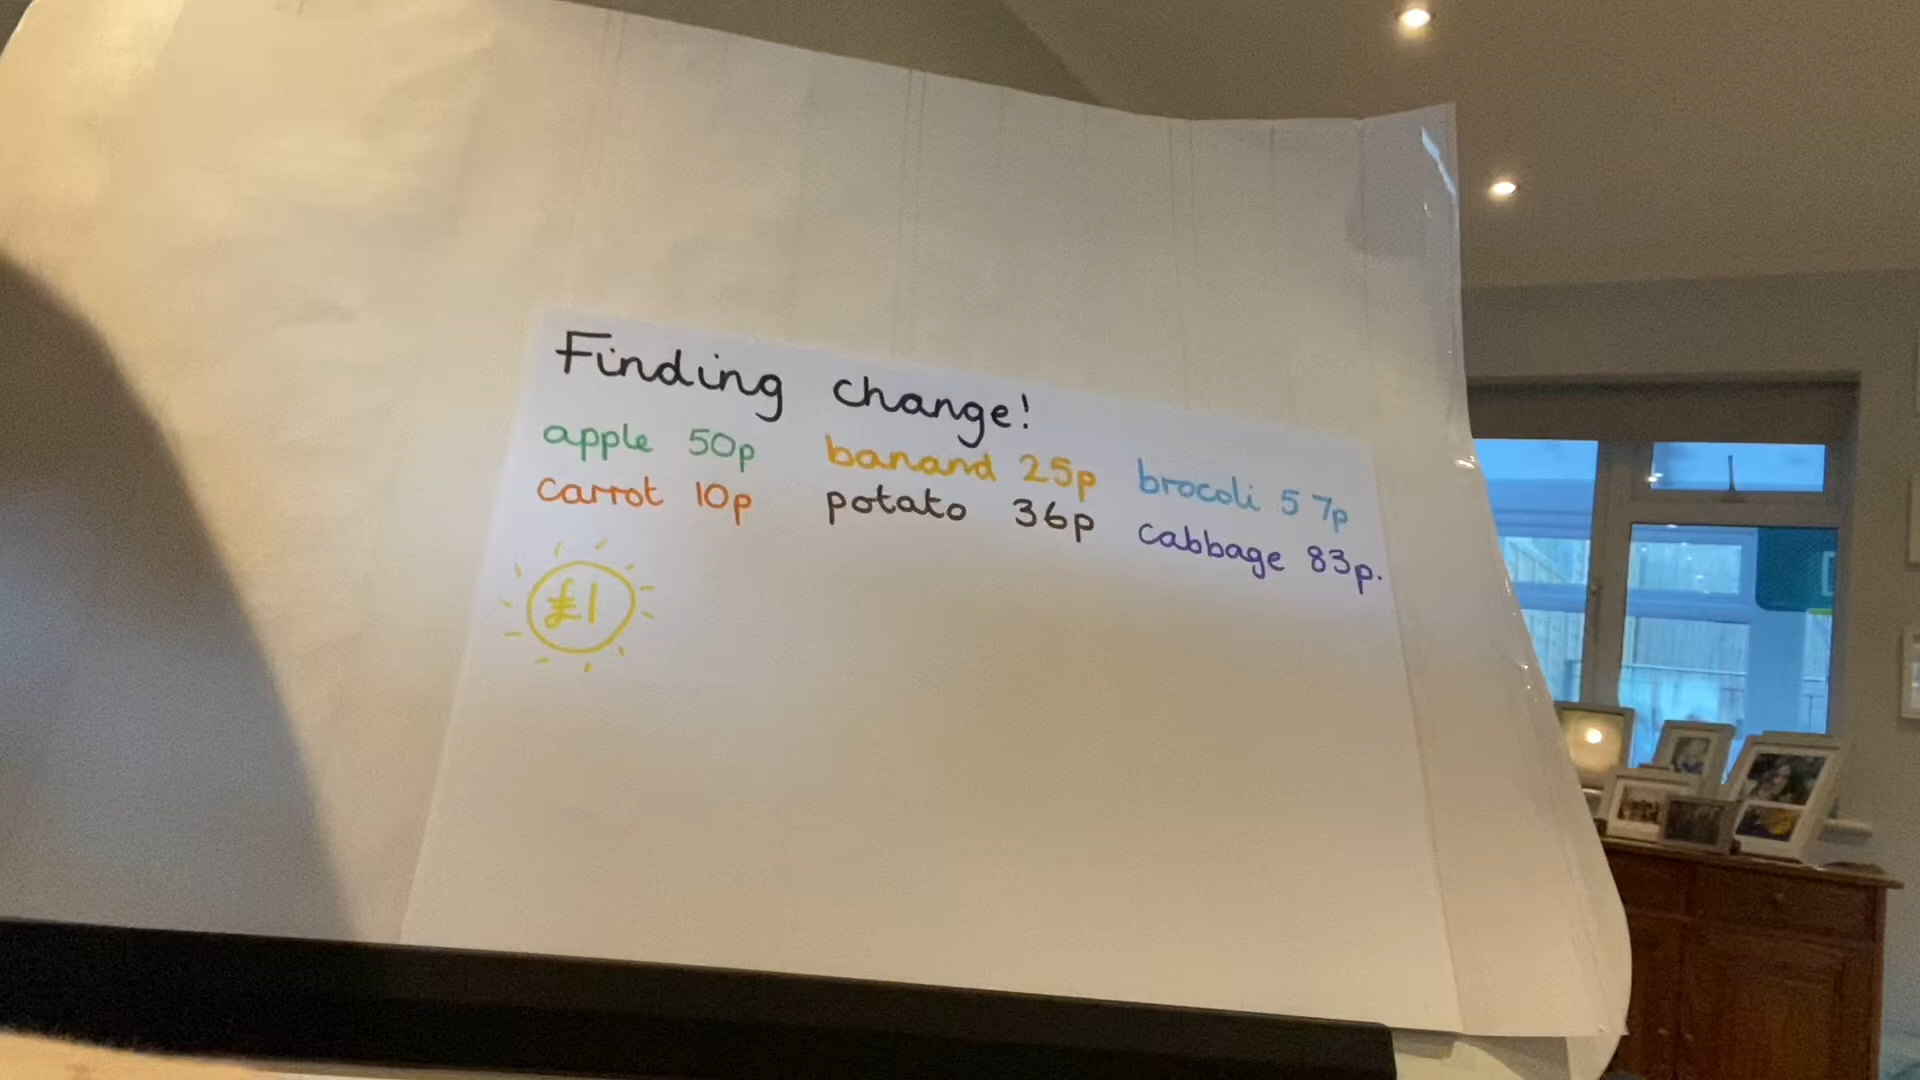 Finding change!
apple 50p banand 25p brocoli 57p
carrot 10p potato 36p cabbage 83p.
£1